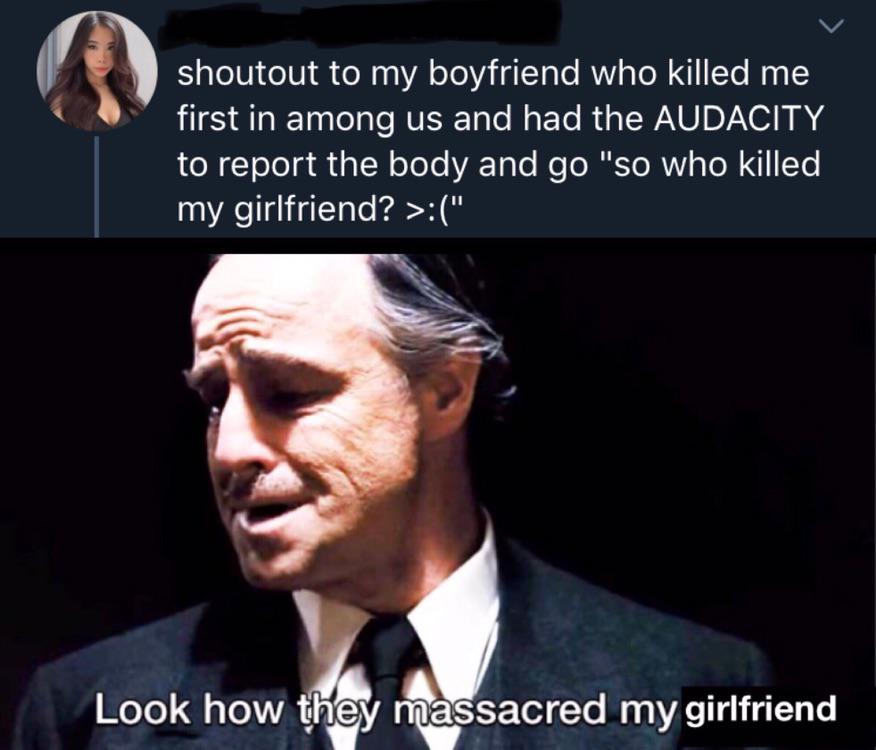 shoutout to my boyfriend who killed me
first in among us and had the AUDACITY
to report the body and go "so who killed
my girlfriend? >:("
Look how they massacred my girlfriend